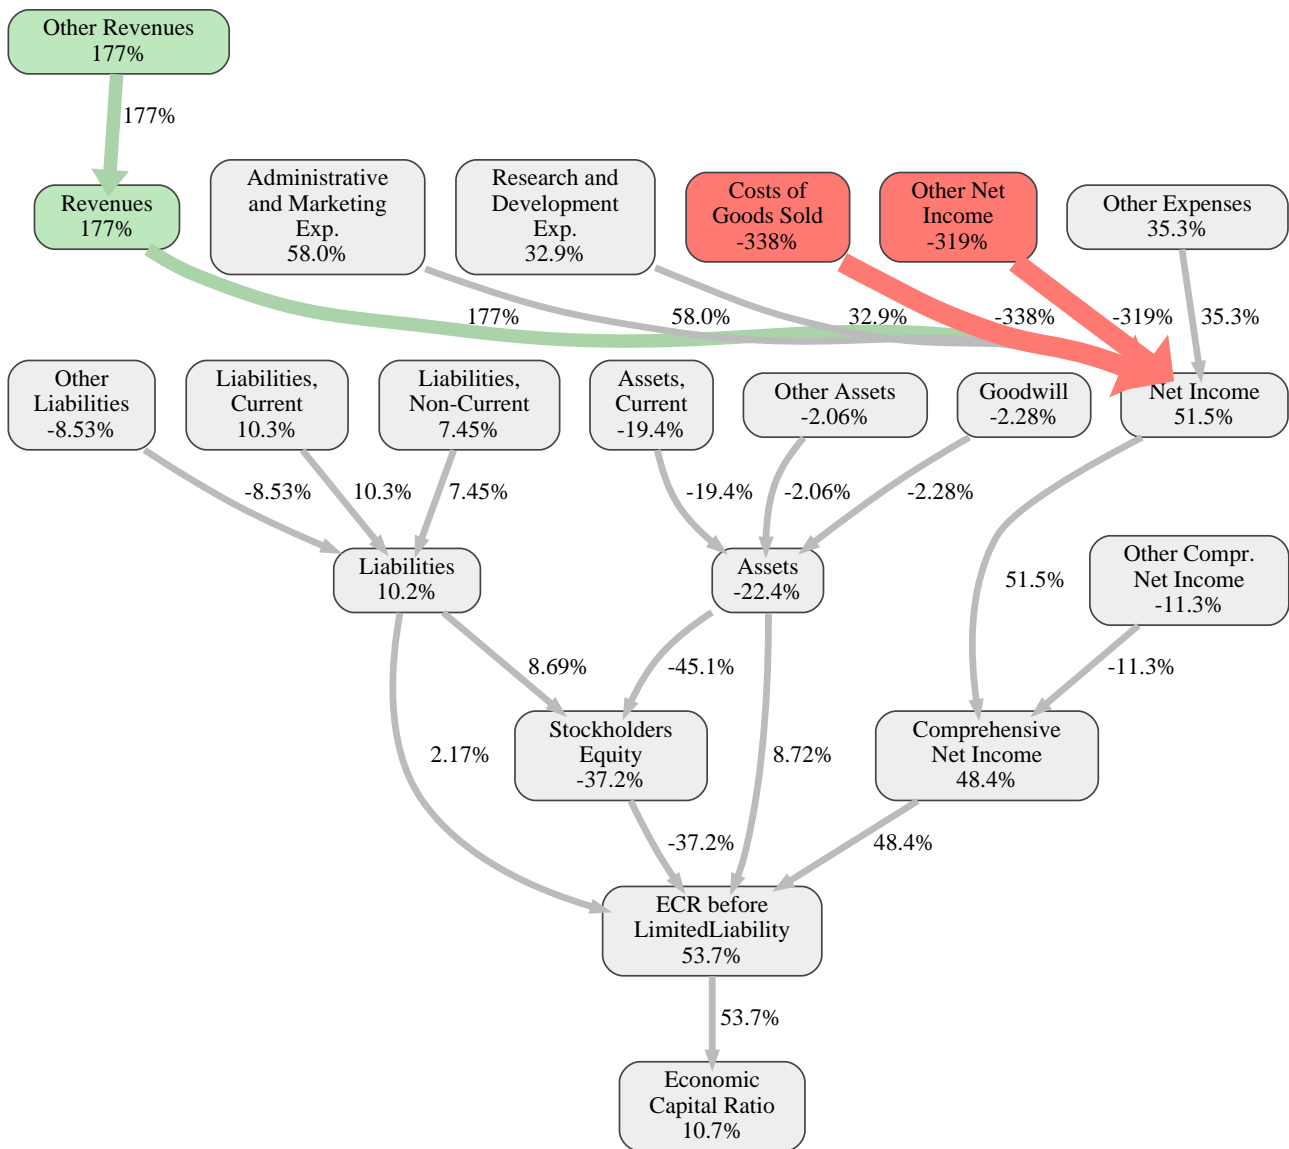 Other Revenues
177%
177%
Revenues
177%
Administrative
and Marketing
Exp.
58.0%
Research and
Development
Exp.
32.9%
Costs of
Goods Sold
-338%
Other Net
Income
-319%
Other Expenses
35.3%
177%
58.0%
32.9%
-338%
-319%
35.3%
Other
Liabilities
-8.53%
Liabilities,
Current
10.3%
Liabilities,
Non-Current
7.45%
Assets,
Current
-19.4%
Other Assets
-2.06%
Goodwill
-2.28%
Net Income
51.5%
-8.53%
10.3%
7.45%
-19.4%
-2.06%
-2.28%
Liabilities
10.2%
Assets
-22.4%
51.5%
Other Compr.
Net Income
-11.3%
8.69%
-45.1%
-11.3%
2.17%
Stockholders
Equity
-37.2%
8.72%
Comprehensive
Net Income
48.4%
-37.2%
48.4%
ECR before
LimitedLiability
53.7%
53.7%
Economic
Capital Ratio
10.7%